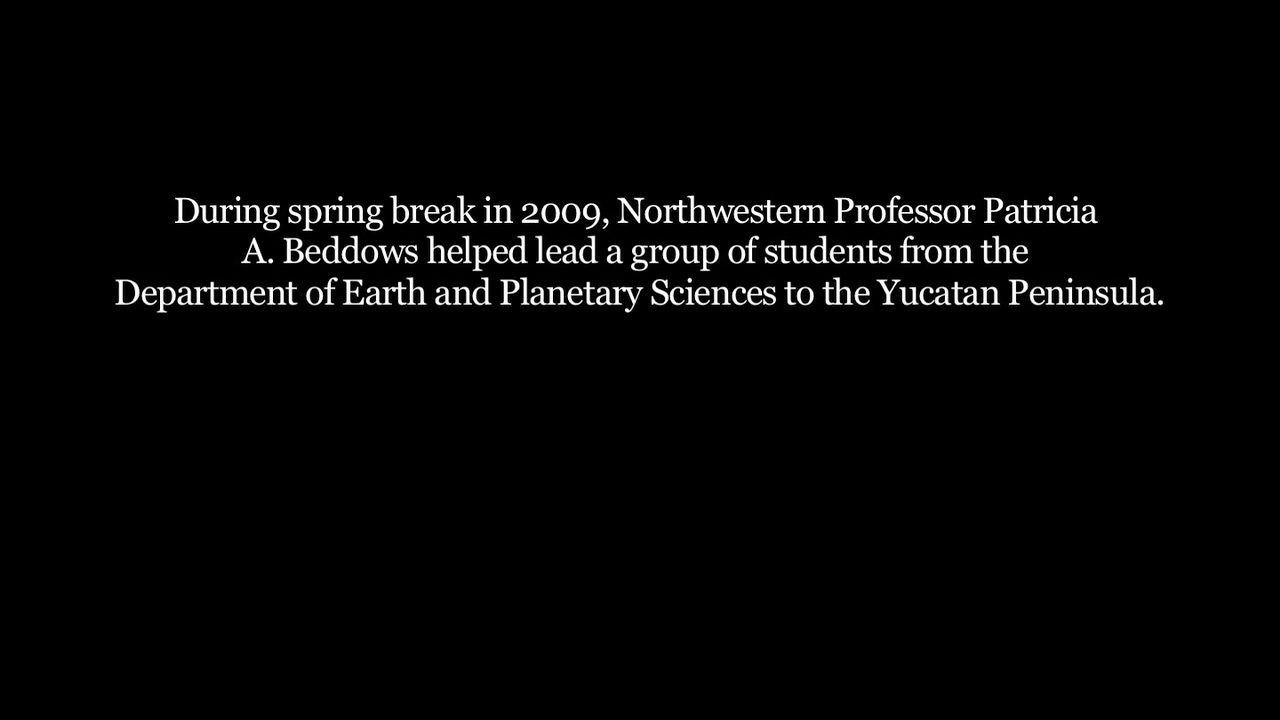 During spring break in 2009, Northwestern Professor Patricia
A. Beddows helped lead a group of students from the
Department of Earth and Planetary Sciences to the Yucatan Peninsula.